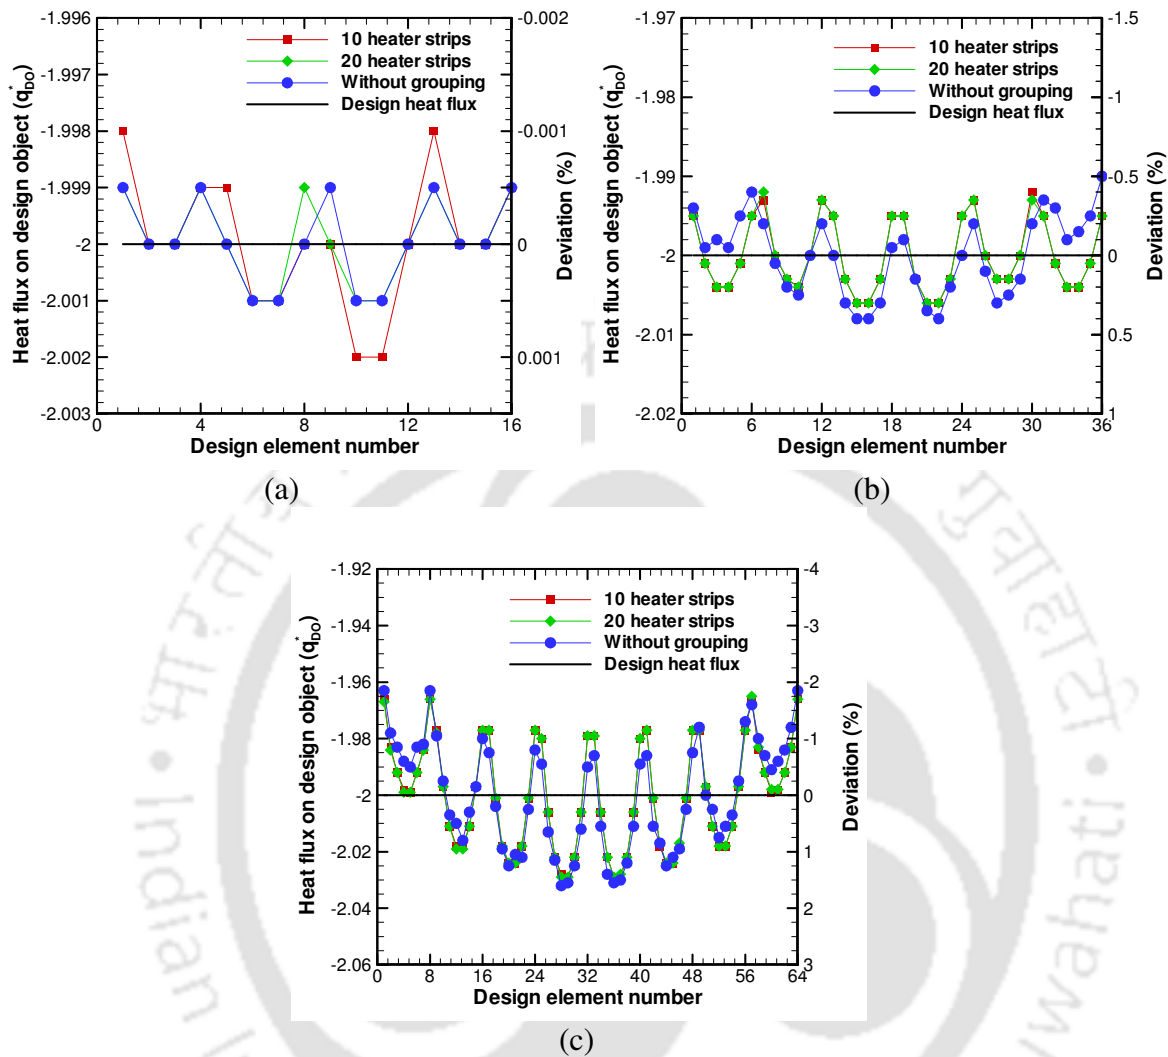 -1.996
-1.997
-1.998
-1.999
-2
-2.001
-2.002
-2.003
Heat flux on design object (q*DO)
10 heater strips
20 heater strips
Without grouping
Design heat flux
-0.002
-0.001
0
0.001
Deviation (%)
0 4 8 12 16
Design element number
(a)
-1.97
-1.98
-1.99
-2
-2.01
-2.02
Heat flux on design object (q*DO)
10 heater strips
20 heater strips
Without grouping
Design heat flux
-1.5
-1
-0.5
0
0.5
1
Deviation (%)
0 6 12 18 24 30 36
Design element number
(b)
-1.92
-1.94
-1.96
-1.98
-2
-2.02
-2.04
-2.06
Heat flux on design object (q*DO)
10 heater strips
20 heater strips
Without grouping
Design heat flux
-4
-3
-2
-1
0
1
2
3
Deviation (%)
0 8 16 24 32 40 48 56 64
Design element number
(c)
Indian
wahati